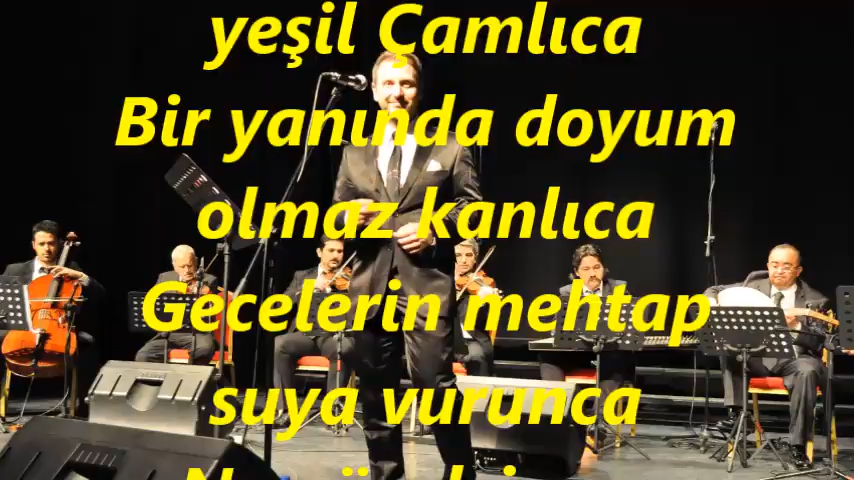 yeşil Çamlıca
Bir yanında doyum
olmaz kanlıca
Gecelerin mehtap
suya vurunca